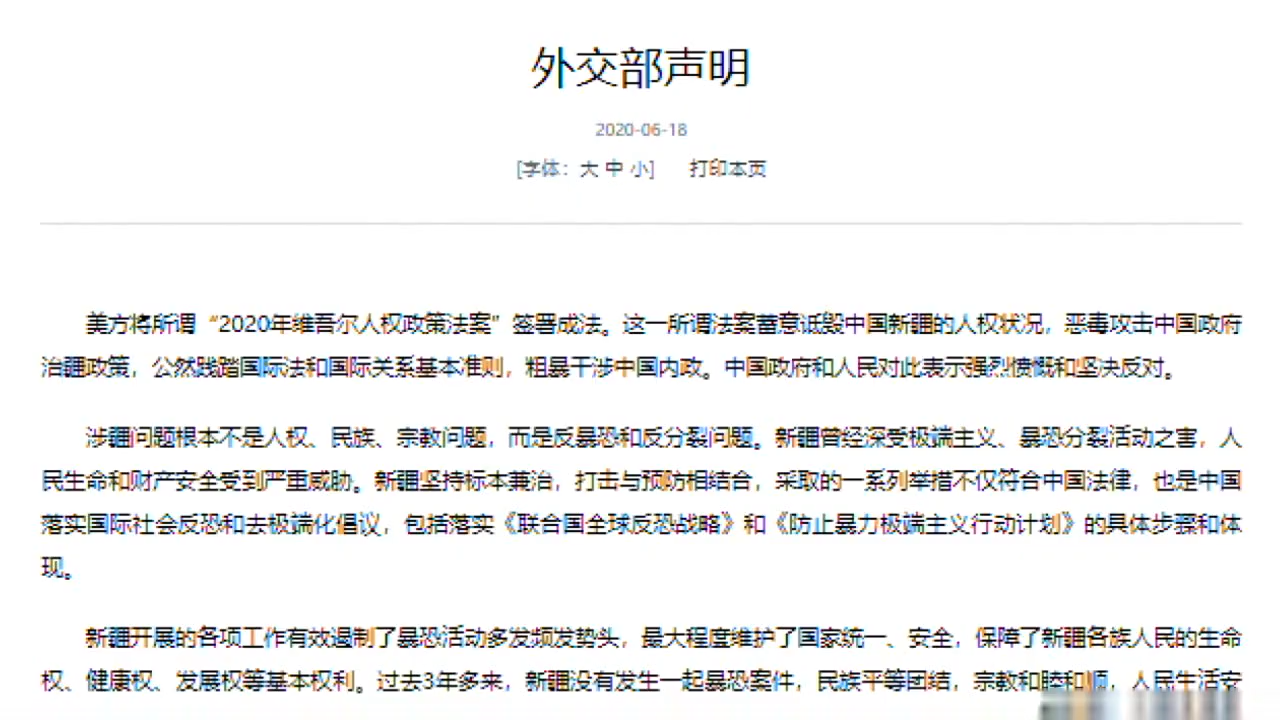 外交部声明
2020-06-18
[字体：大 中 小] 打印本页
美方将所谓“2020年维吾尔人权政策法案”签署成法。这一所谓法案蓄意诋毁中国新疆的人权状况，恶毒攻击中国政府
治疆政策，公然践踏国际法和国际关系基本准则，粗暴干涉中国内政。中国政府和人民对此表示强烈愤慨和坚决反对。
涉疆问题根本不是人权、民族、宗教问题，而是反暴恐和反分裂问题。新疆曾经深受极端主义、暴恐分裂活动之害，人
民生命和财产安全受到严重威胁。新疆坚持标本兼治，打击与预防相结合，采取的一系列举措不仅符合中国法律，也是中国
落实国际社会反恐和去极端化倡议，包括落实《联合国全球反恐战略》和《防止暴力极端主义行动计划》的具体步骤和体
现。
新疆开展的各项工作有效遏制了暴恐活动多发频发势头，最大程度维护了国家统一、安全，保障了新疆各族人民的生命
权、健康权、发展权等基本权利。过去3年多来，新疆没有发生一起暴恐案件，民族平等团结，宗教和睦和顺，人民生活安